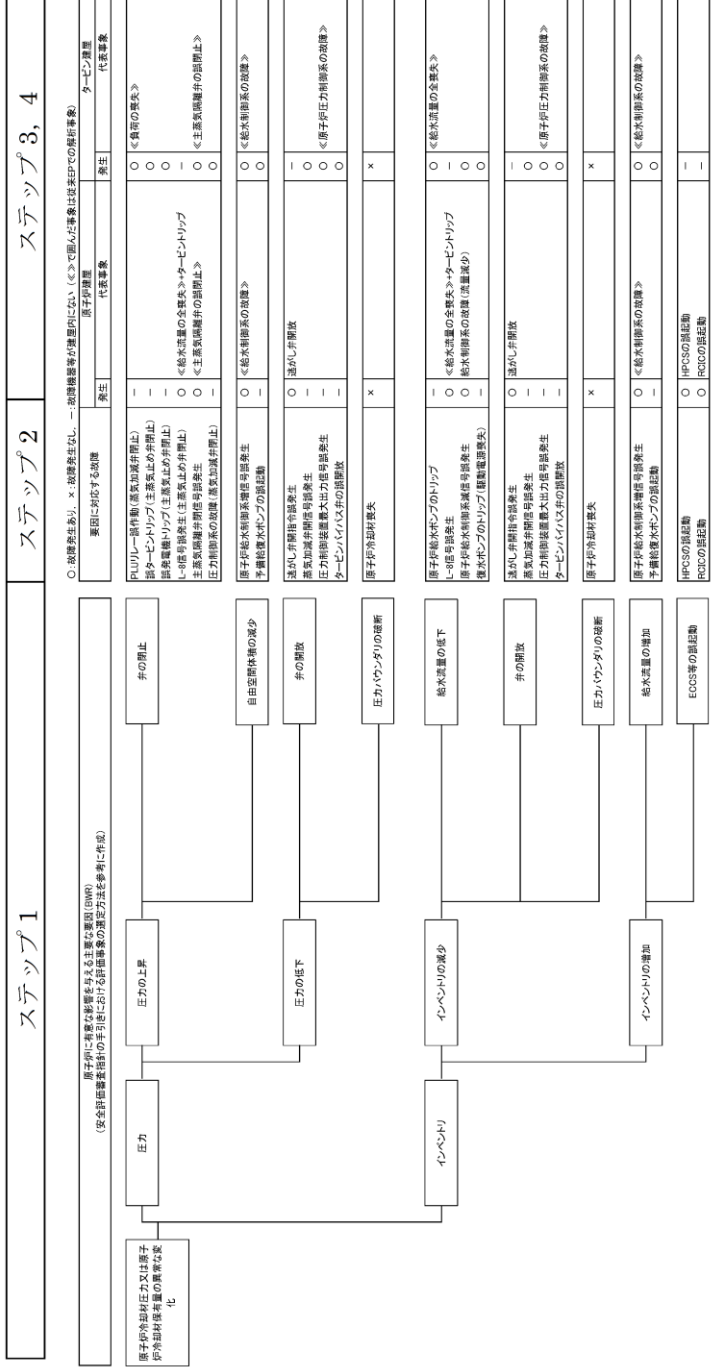 ステップ 1
ステップ 2
ステップ 3, 4
○:故障発生あり, ×:故障発生なし, -:故障機器等が建屋内にない (≪≫で囲んだ事象は従来EPでの解析事象)
原子炉に有意な影響を与える主要な要因(BWR)
(安全評価審査指針の手引きにおける評価事象の選定方法を参考に作成)
要因に対応する故障
原子炉建屋
タービン建屋
発生
代表事象
発生
代表事象
原子炉冷却材圧力又は原子
炉冷却材保有量の異常な変
化
圧力
圧力の上昇
弁の閉止
PLUリレー誤作動(蒸気加減弁閉止) - ○ ≪負荷の喪失≫
誤タービントリップ(主蒸気止め弁閉止) - ○
誤発電機トリップ(主蒸気止め弁閉止) - ○
L-8信号誤発生(主蒸気止め弁閉止) ○ ≪給水流量の全喪失≫+タービントリップ -
主蒸気隔離弁閉信号誤発生 ○ ≪主蒸気隔離弁の誤閉止≫ ○ ≪主蒸気隔離弁の誤閉止≫
圧力制御系の故障(蒸気加減弁閉止) - ○
自由空間体積の減少
原子炉給水制御系増信号誤発生 ○ ≪給水制御系の故障≫ ○ ≪給水制御系の故障≫
予備給復水ポンプの誤起動 - ○
圧力の低下
弁の開放
逃がし弁開指令誤発生 ○ 逃がし弁開放 -
蒸気加減弁開信号誤発生 - ○
圧力制御装置最大出力信号誤発生 - ○ ≪原子炉圧力制御系の故障≫
タービンバイパス弁の誤開放 - ○
圧力バウンダリの破断
原子炉冷却材喪失 × ×
インベントリ
インベントリの減少
給水流量の低下
原子炉給水ポンプのトリップ - ○ ≪給水流量の全喪失≫
L-8信号誤発生 ○ ≪給水流量の全喪失≫+タービントリップ -
原子炉給水制御系減信号誤発生 ○ 給水制御系の故障(流量減少) ○
復水ポンプのトリップ(駆動電源喪失) - ○
弁の開放
逃がし弁開指令誤発生 ○ 逃がし弁開放 -
蒸気加減弁開信号誤発生 - ○
圧力制御装置最大出力信号誤発生 - ○ ≪原子炉圧力制御系の故障≫
タービンバイパス弁の誤開放 - ○
圧力バウンダリの破断
原子炉冷却材喪失 × ×
インベントリの増加
給水流量の増加
原子炉給水制御系増信号誤発生 ○ ≪給水制御系の故障≫ ○ ≪給水制御系の故障≫
予備給復水ポンプの誤起動 - ○
ECCS等の誤起動
HPCSの誤起動 ○ HPCSの誤起動 -
RCICの誤起動 ○ RCICの誤起動 -